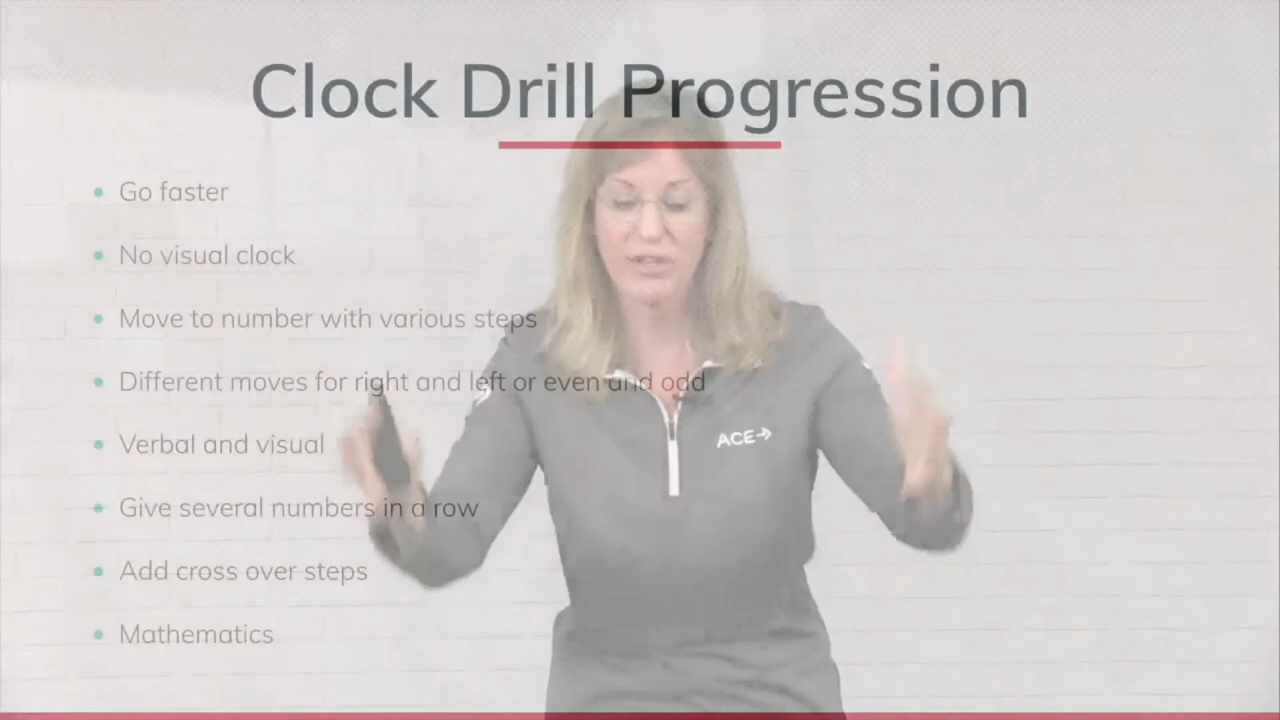 Clock Drill Progression
Go faster
No visual clock
Move to number with various steps
Different moves for right and left or even and odd
Verbal and visual
ACE
Give several numbers in a row
Add cross over steps
Mathematics